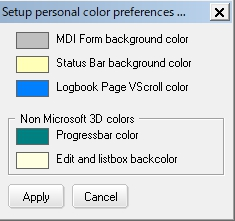 Setup personal color preferences ...
MDI Form background color
Status Bar background color
Logbook Page VScroll color
Non Microsoft 3D colors
Progressbar color
Edit and listbox backcolor
Apply Cancel